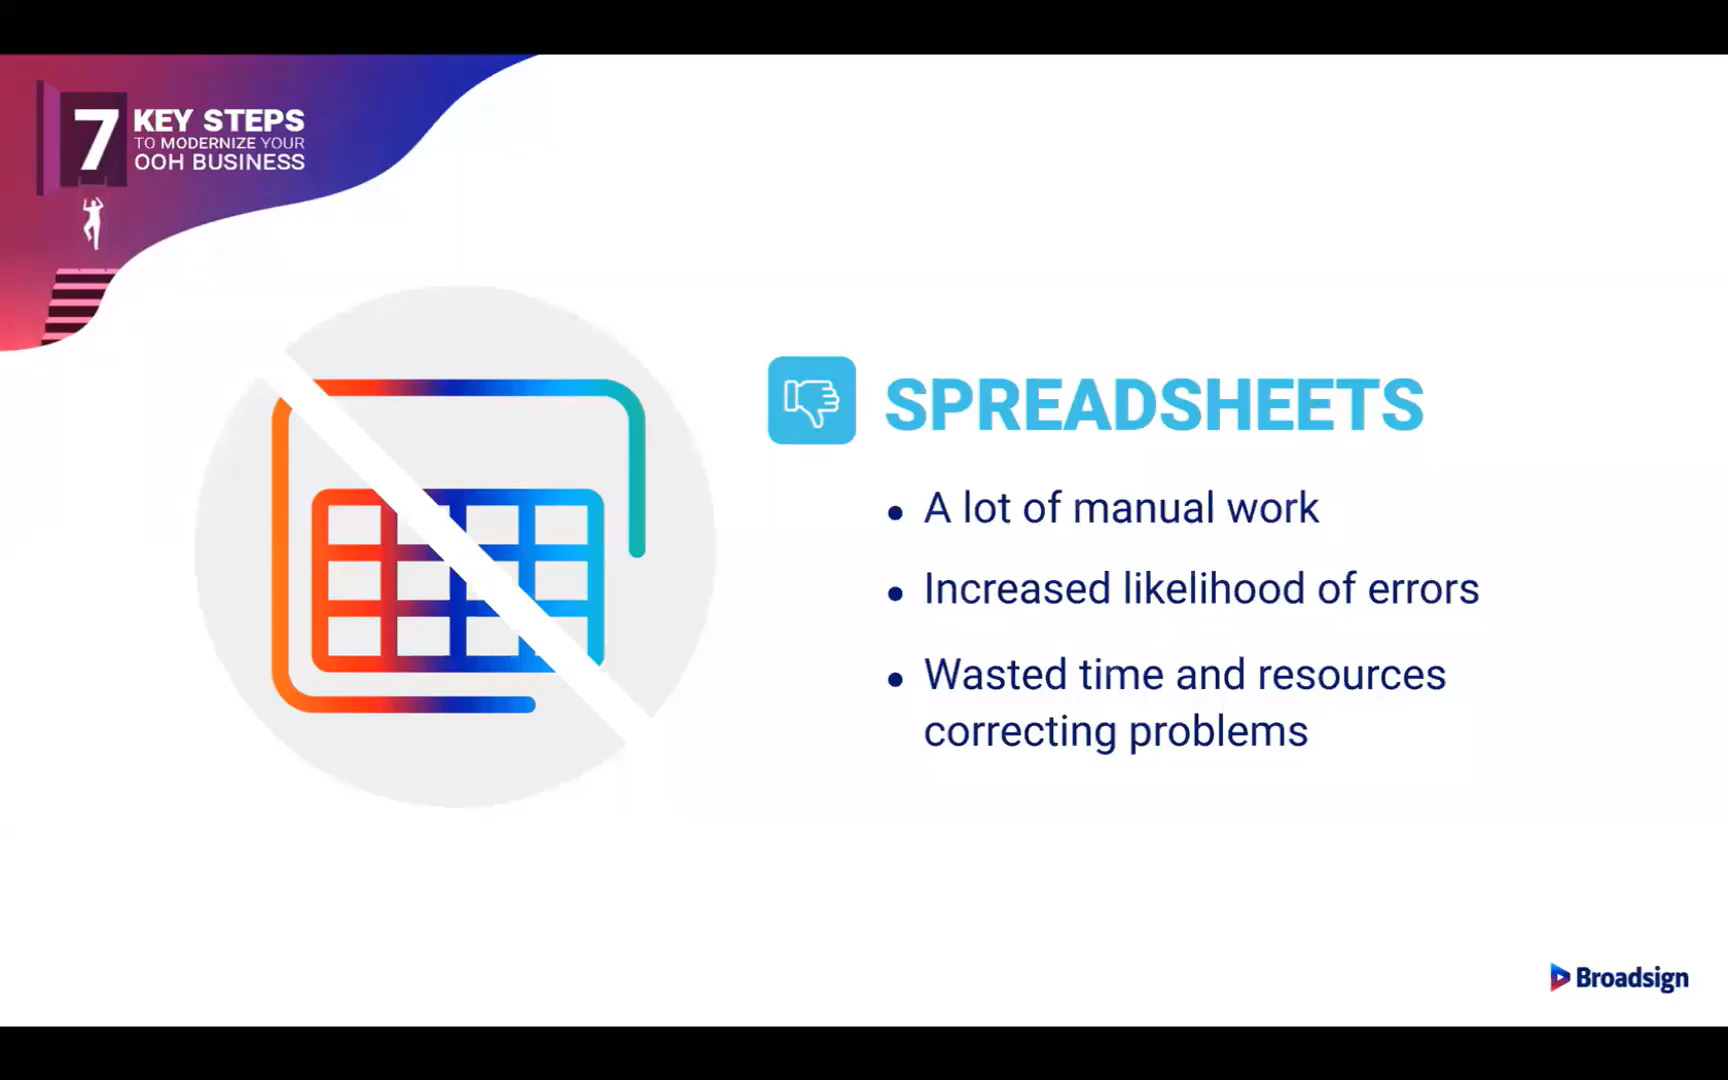 7 KEY STEPS
TO MODERNIZE YOUR
OOH BUSINESS
SPREADSHEETS
• A lot of manual work
• Increased likelihood of errors
• Wasted time and resources
correcting problems
Broadsign